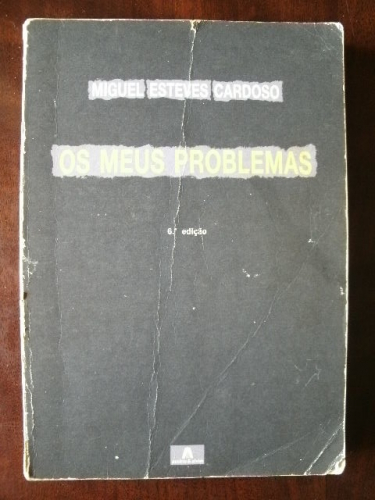 MIGUEL ESTEVES CARDOSO
OS MEUS PROBLEMAS
6.ª edição
A